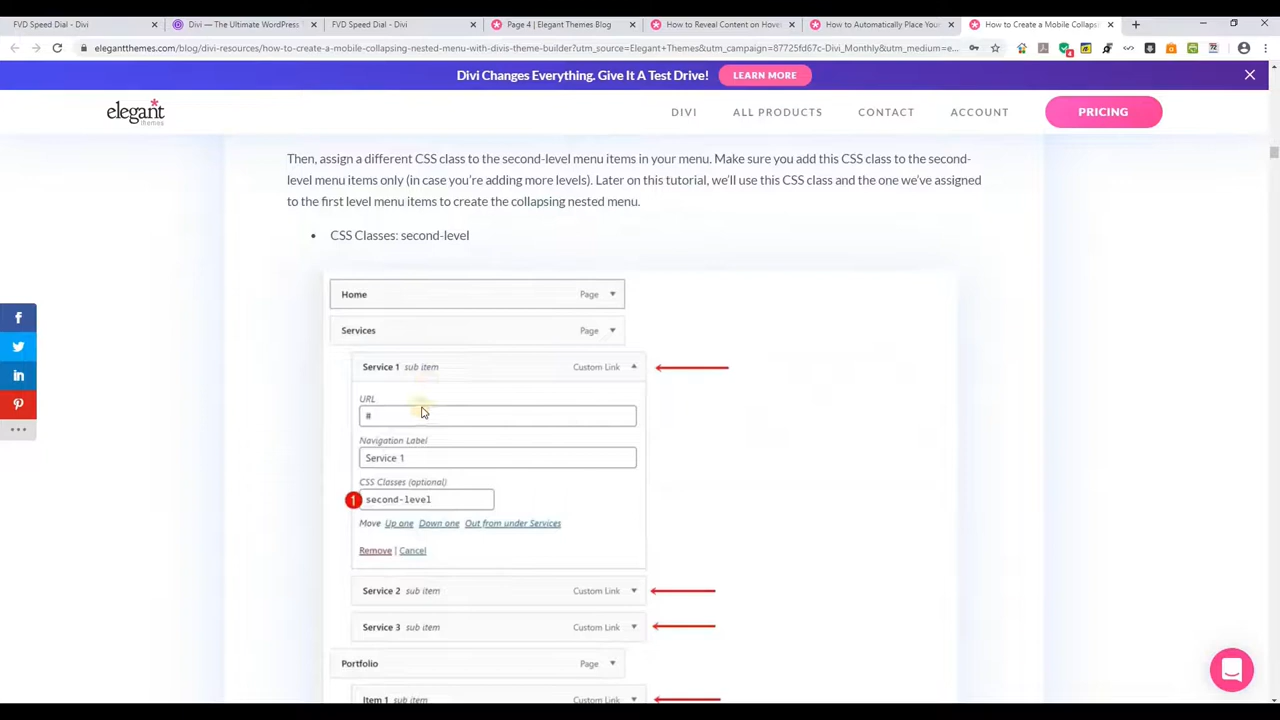 FVD Speed Dial - Divi
Divi — The Ultimate WordPress
FVD Speed Dial - Divi
Page 4 | Elegant Themes Blog
How to Reveal Content on Hover
How to Automatically Place Your
How to Create a Mobile Collaps
elegantthemes.com/blog/divi-resources/how-to-create-a-mobile-collapsing-nested-menu-with-divis-theme-builder?utm_source=Elegant+Themes&utm_campaign=87725fd67c-Divi_Monthly&utm_medium=e...
Divi Changes Everything. Give It A Test Drive! LEARN MORE
elegant themes
DIVI ALL PRODUCTS CONTACT ACCOUNT PRICING
Then, assign a different CSS class to the second-level menu items in your menu. Make sure you add this CSS class to the second-
level menu items only (in case you're adding more levels). Later on this tutorial, we'll use this CSS class and the one we've assigned
to the first level menu items to create the collapsing nested menu.
• CSS Classes: second-level
Home Page
Services Page
Service 1 sub item Custom Link
URL
#
Navigation Label
Service 1
CSS Classes (optional)
1 second-level
Move Up one Down one Out from under Services
Remove | Cancel
Service 2 sub item Custom Link
Service 3 sub item Custom Link
Portfolio Page
Item 1 sub item Custom Link